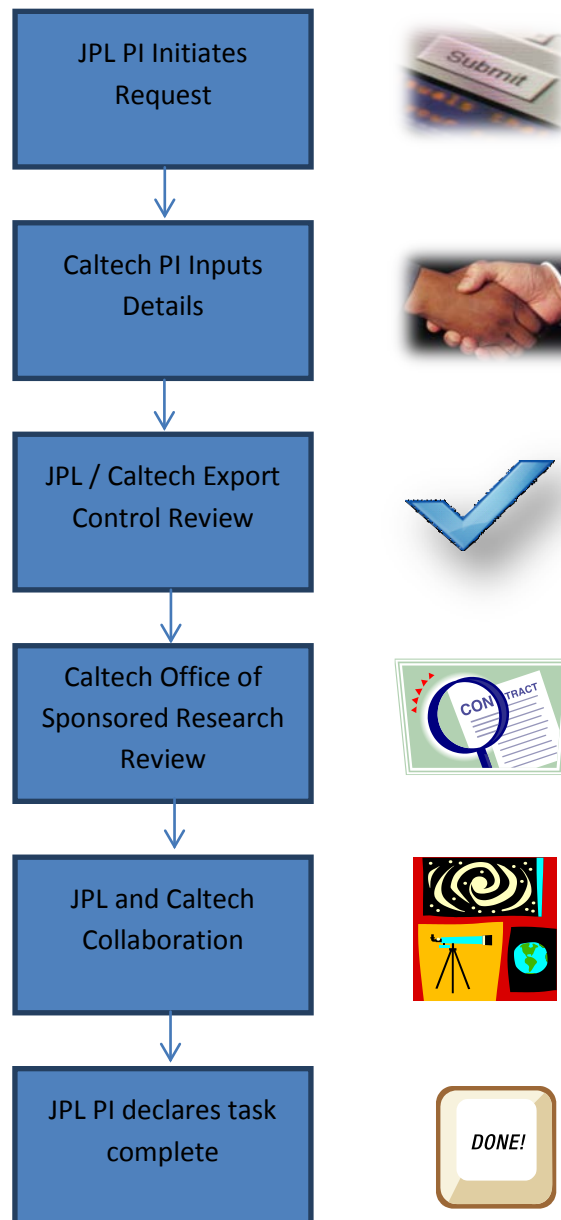 JPL PI Initiates
Request
Submit
Caltech PI Inputs
Details
JPL / Caltech Export
Control Review
Caltech Office of
Sponsored Research
Review
CONTRACT
JPL and Caltech
Collaboration
JPL PI declares task
complete
DONE!